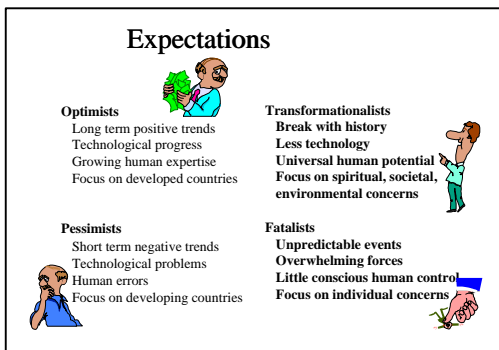 Expectations
Optimists
Long term positive trends
Technological progress
Growing human expertise
Focus on developed countries
Transformationalists
Break with history
Less technology
Universal human potential
Focus on spiritual, societal,
environmental concerns
Pessimists
Short term negative trends
Technological problems
Human errors
Focus on developing countries
Fatalists
Unpredictable events
Overwhelming forces
Little conscious human control
Focus on individual concerns